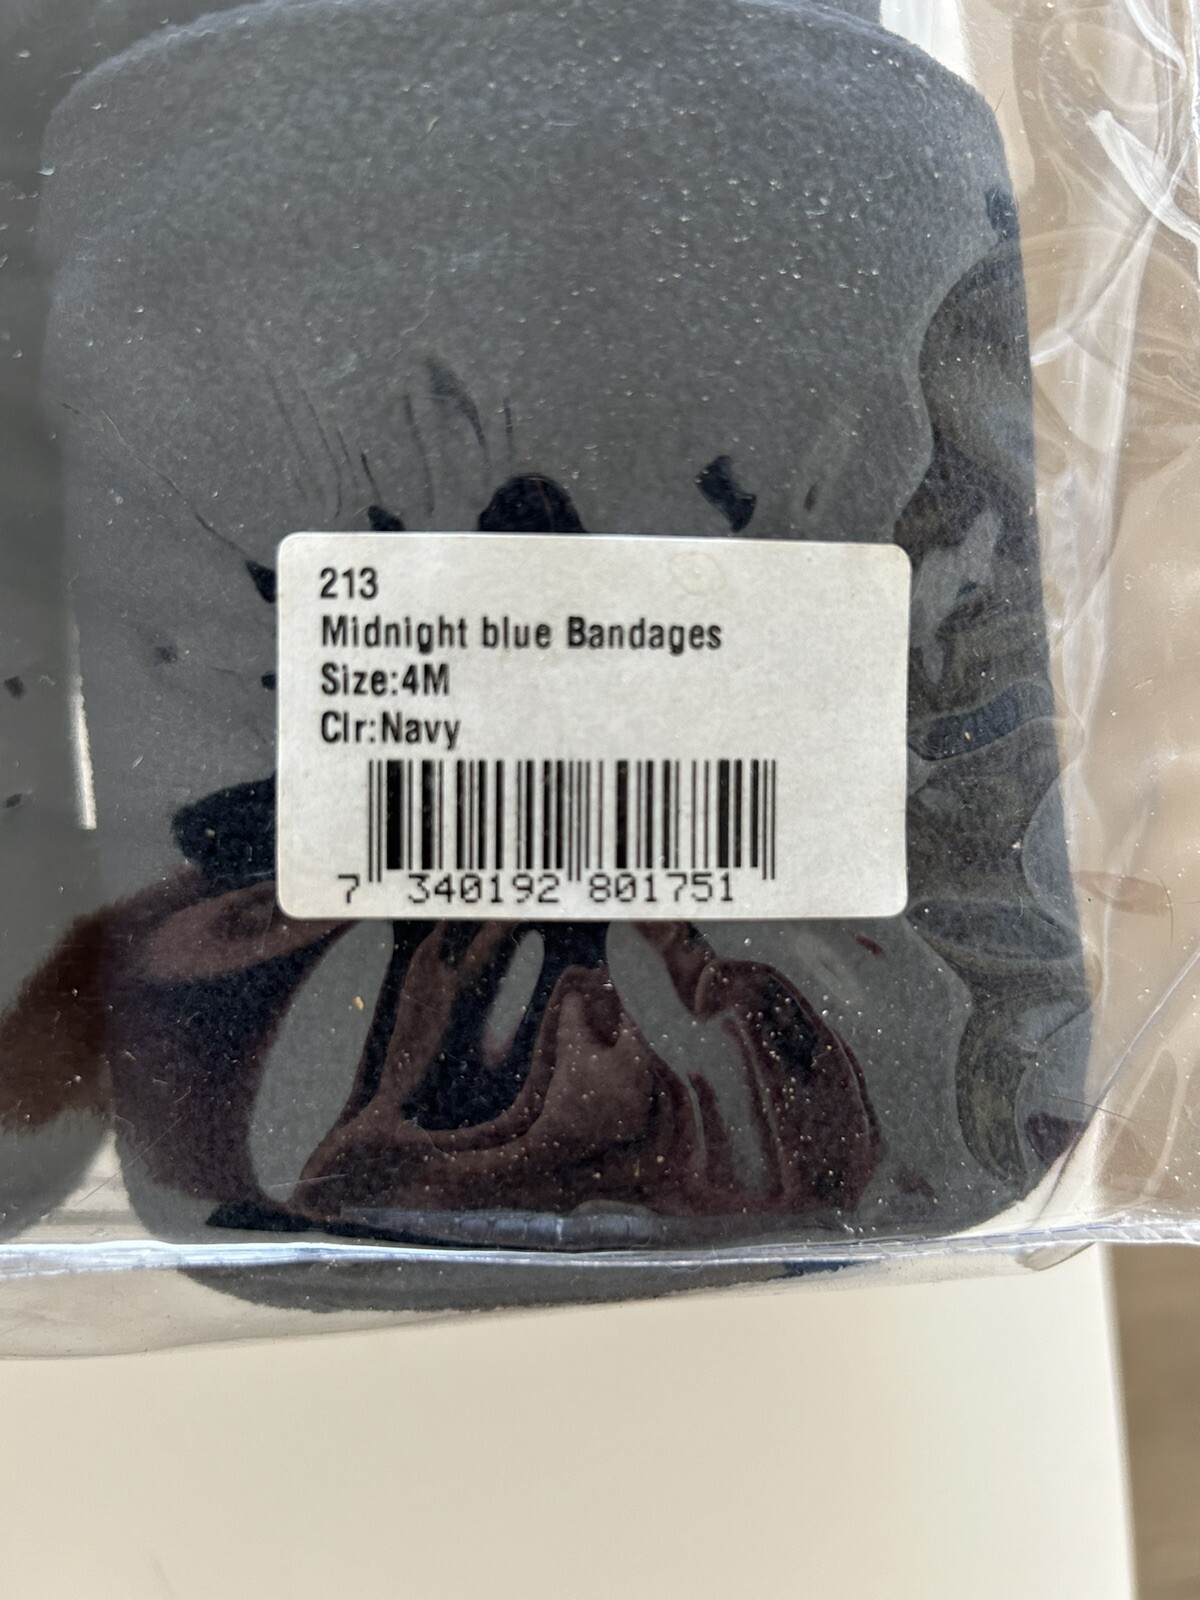 213
Midnight blue Bandages
Size:4M
Clr:Navy
7 340192 801751